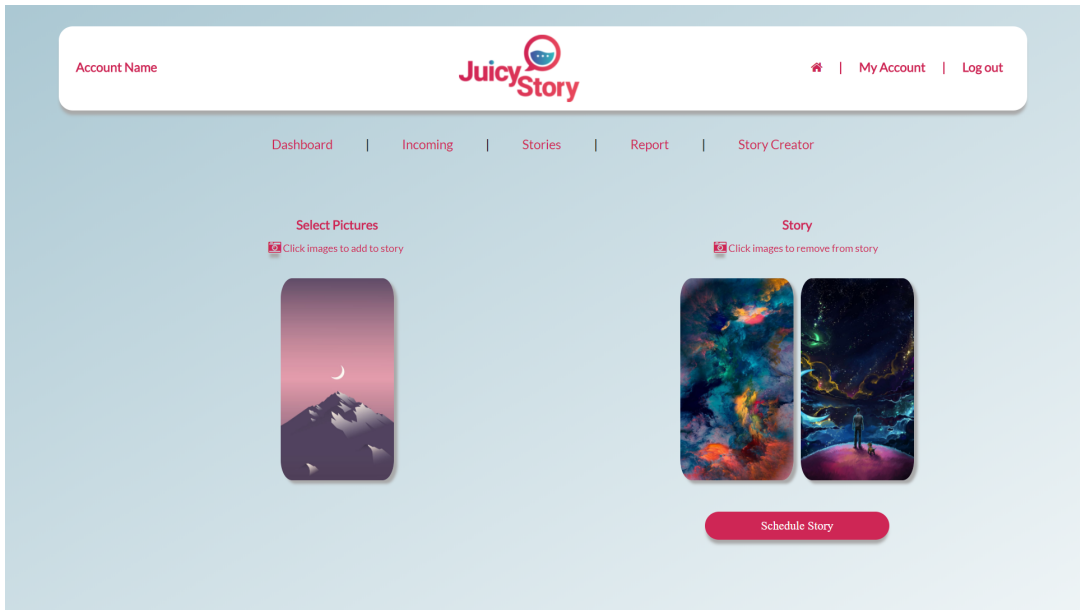 Account Name
Juicy
Story
| My Account | Log out
Dashboard | Incoming | Stories | Report | Story Creator
Select Pictures
Click images to add to story
Story
Click images to remove from story
Schedule Story